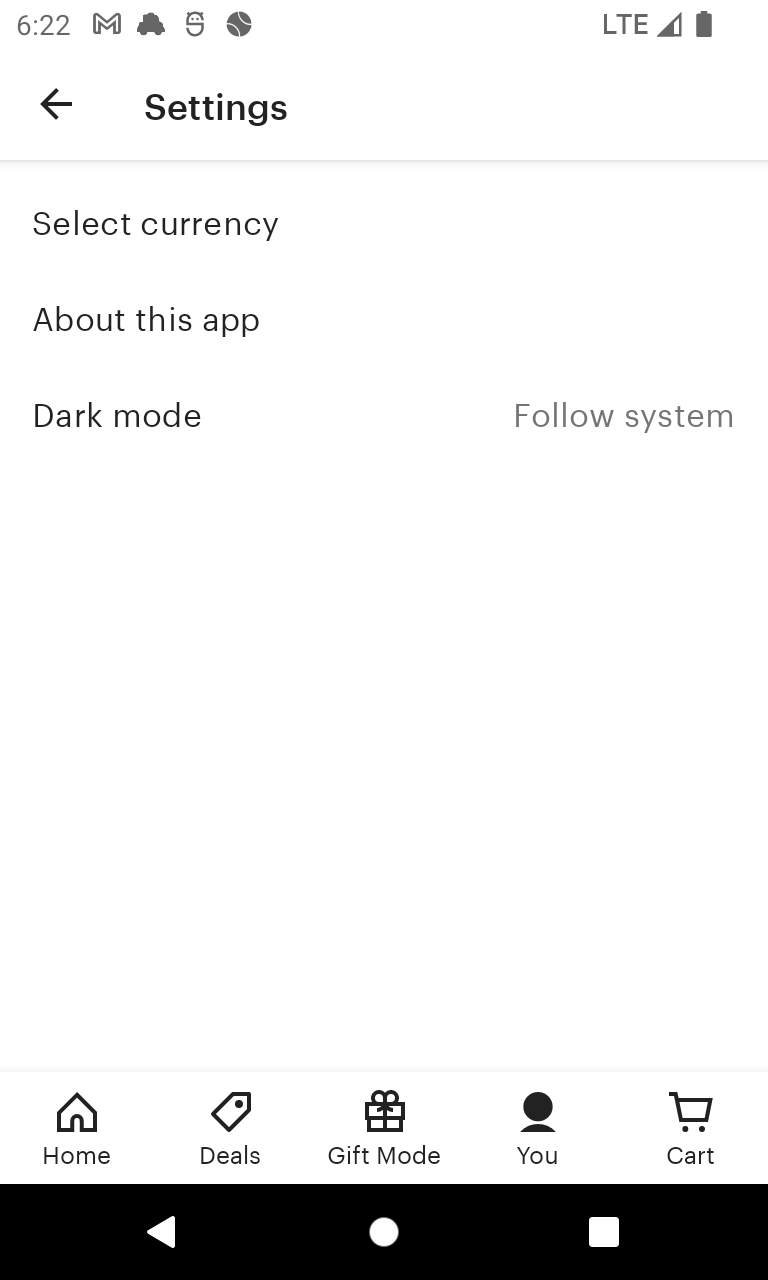 6:22 LTE
Settings
Select currency
About this app
Dark mode Follow system
Home Deals Gift Mode You Cart